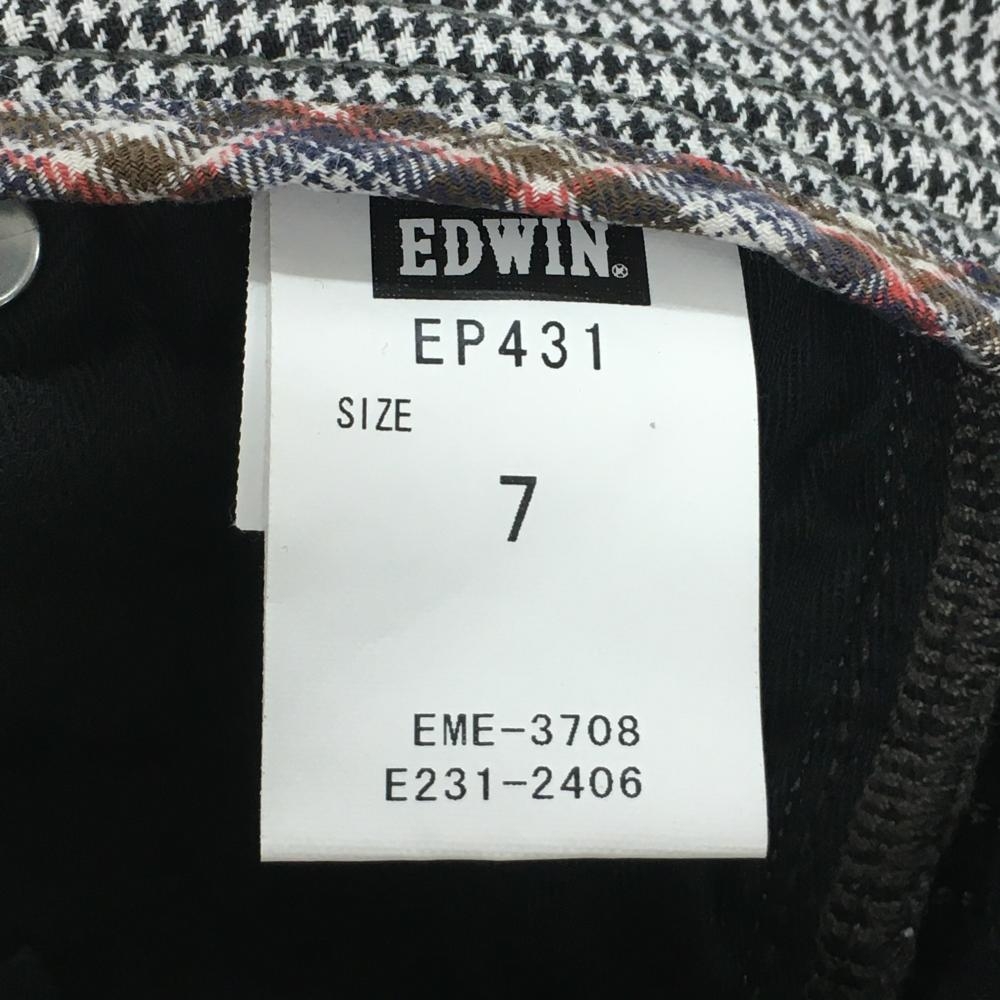 EDWIN®
EP431
SIZE
7
EME-3708
E231-2406